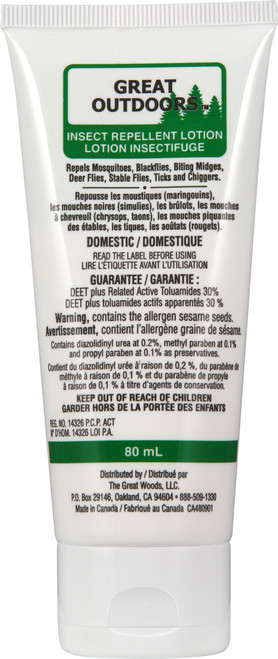 GREAT
OUTDOORS™
INSECT REPELLENT LOTION
LOTION INSECTIFUGE
Repels Mosquitoes, Blackflies, Biting Midges,
Deer Flies, Stable Flies, Ticks and Chiggers.
Repousse les moustiques (maringouins),
les mouches noires (simulies), les brûlots, les mouches
à chevreuil (chrysops, taons), les mouches piquantes
des étables, les tiques, les aoûtats (rougets).
DOMESTIC / DOMESTIQUE
READ THE LABEL BEFORE USING
LIRE L'ÉTIQUETTE AVANT L'UTILISATION
GUARANTEE / GARANTIE :
DEET plus Related Active Toluamides 30%
DEET plus toluamides actifs apparentés 30 %
Warning, contains the allergen sesame seeds.
Avertissement, contient l'allergène graine de sésame.
Contains diazolidinyl urea at 0.2%, methyl paraben at 0.1%
and propyl paraben at 0.1% as preservatives.
Contient du diazolidinyl urée à raison de 0,2 %, du parabène de
méthyle à raison de 0,1 % et du parabène de propyle
à raison de 0,1 % à titre d'agents de conservation.
KEEP OUT OF REACH OF CHILDREN
GARDER HORS DE LA PORTÉE DES ENFANTS
REG. NO. 14326 P.C.P. ACT
N° D'HOM. 14326 LOI P.A.
80 mL
Distributed by / Distribué par
The Great Woods, LLC.
P.O. Box 29146, Oakland, CA 94604 • 888-509-1330
Made in Canada / Fabriqué au Canada CA480901